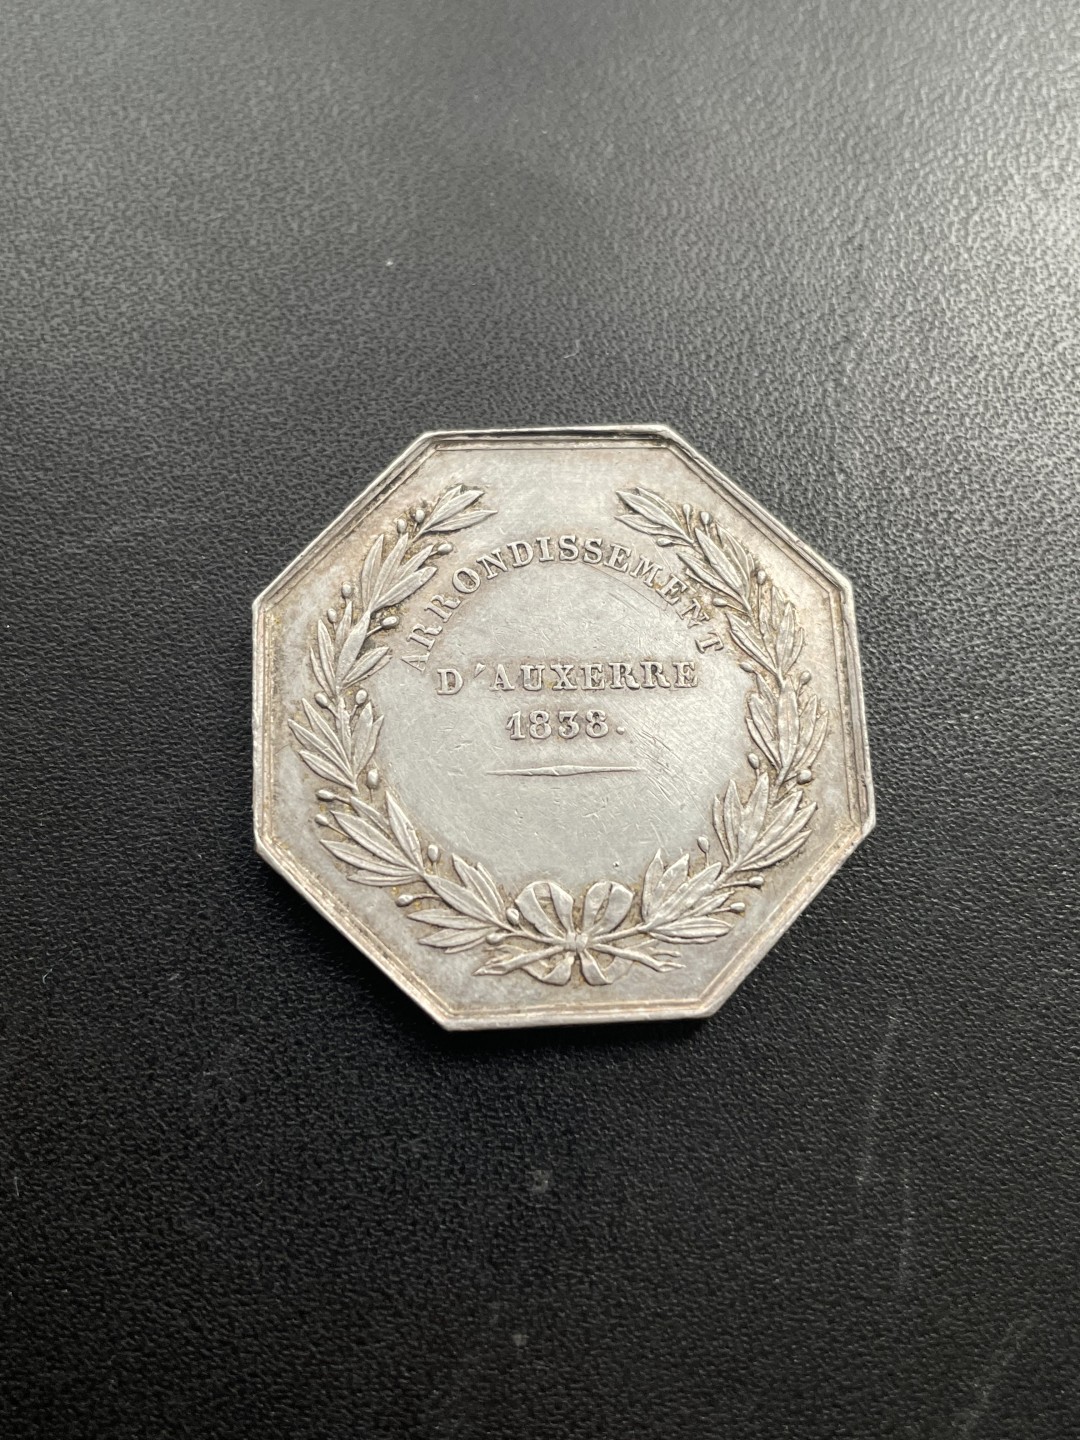 ARRONDISSEMENT
D'AUXERRE
1838.